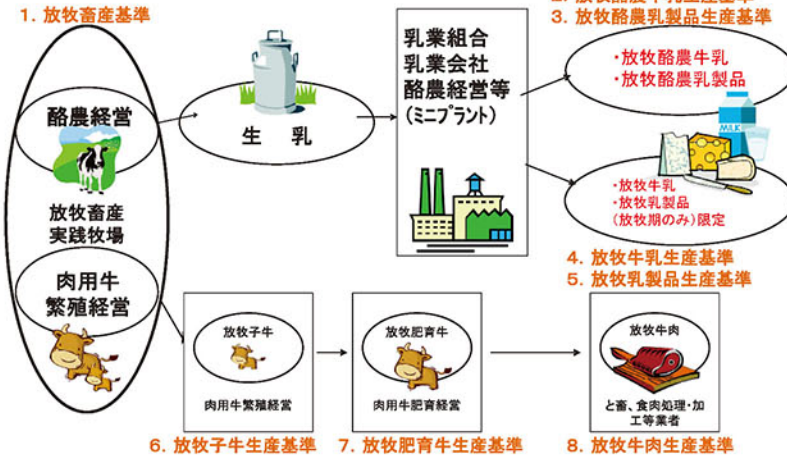 1. 放牧畜産基準
3. 放牧酪農乳製品生産基準
酪農経営
放牧畜産
実践牧場
肉用牛
繁殖経営
生 乳
乳業組合
乳業会社
酪農経営等
(ミニプラント)
・放牧酪農牛乳
・放牧酪農乳製品
MILK
・放牧牛乳
・放牧乳製品
(放牧期のみ)限定
4. 放牧牛乳生産基準
5. 放牧乳製品生産基準
放牧子牛
肉用牛繁殖経営
6. 放牧子牛生産基準
放牧肥育牛
肉用牛肥育経営
7. 放牧肥育牛生産基準
放牧牛肉
と畜、食肉処理・加
工等業者
8. 放牧牛肉生産基準